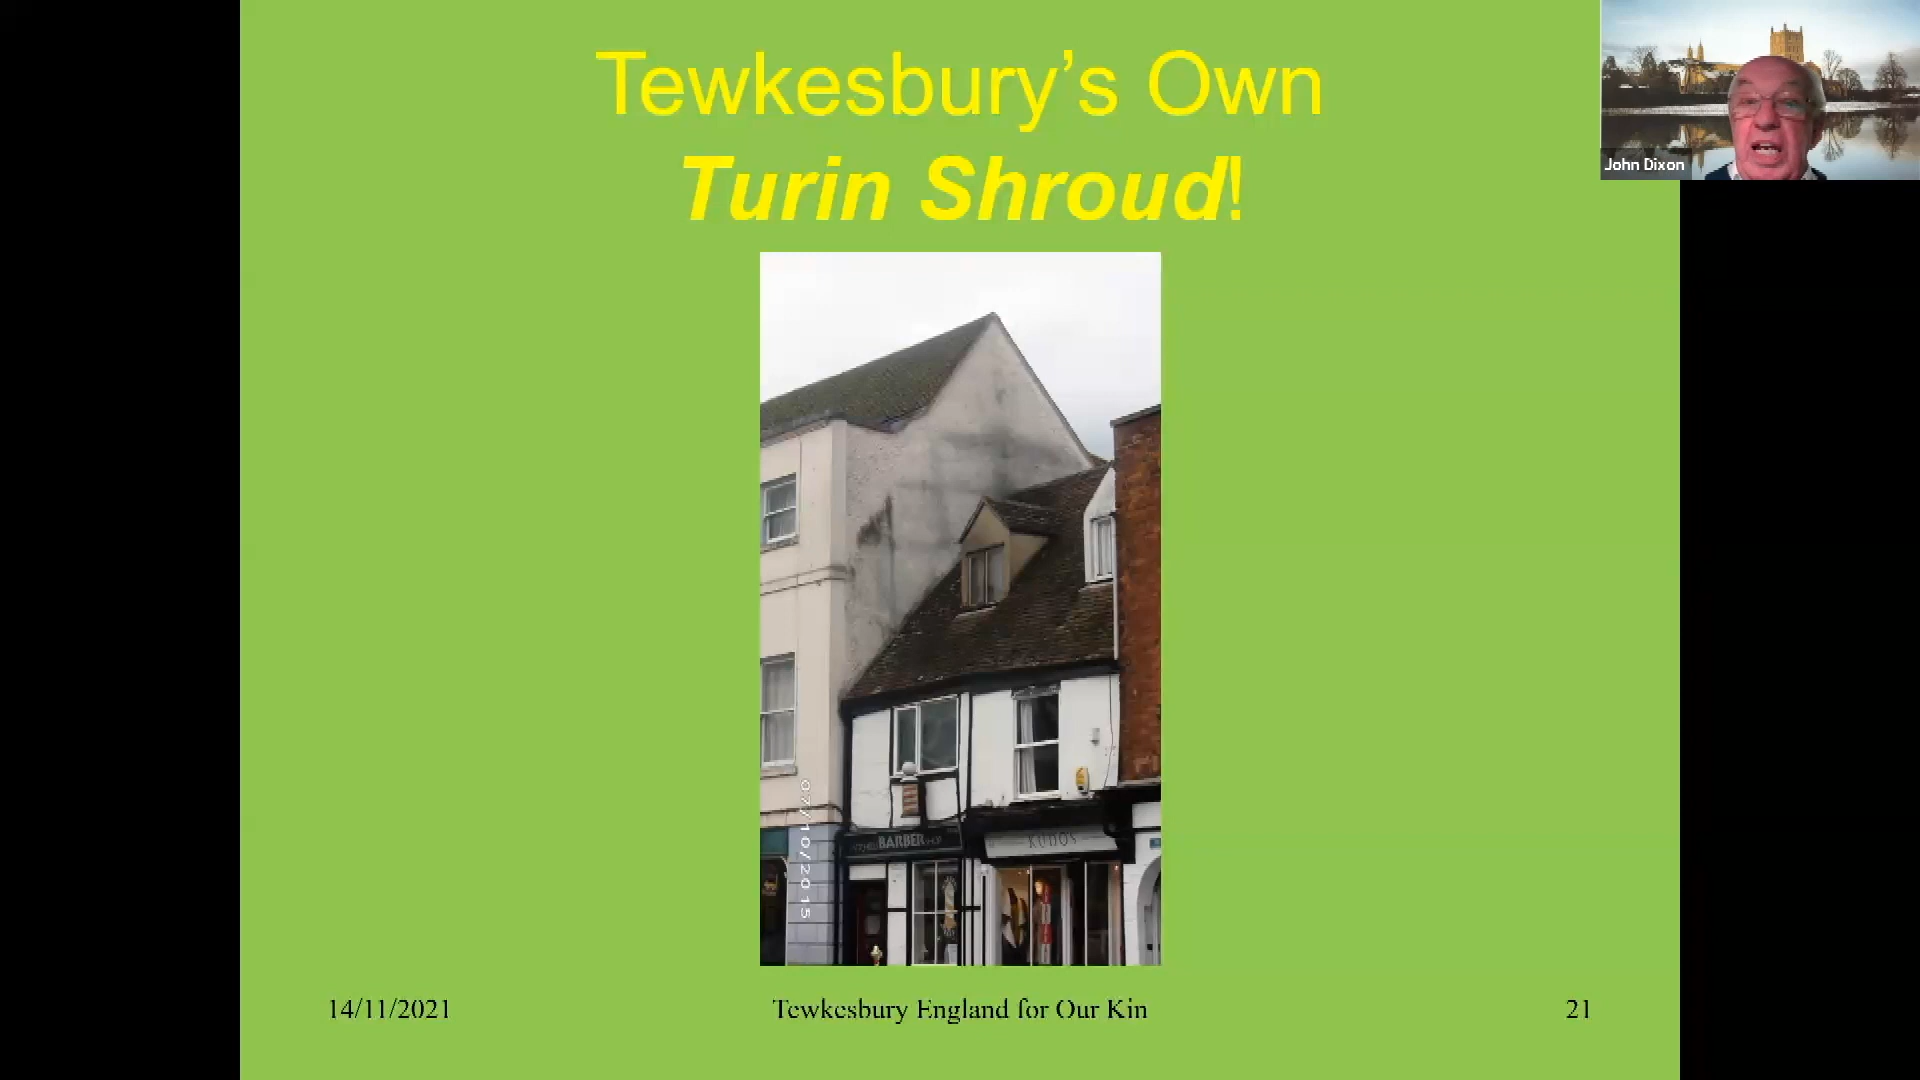 Tewkesbury’s Own
Turin Shroud!
John Dixon
BARBER SHOP
KUDOS
07/10/2015
14/11/2021
Tewkesbury England for Our Kin
21